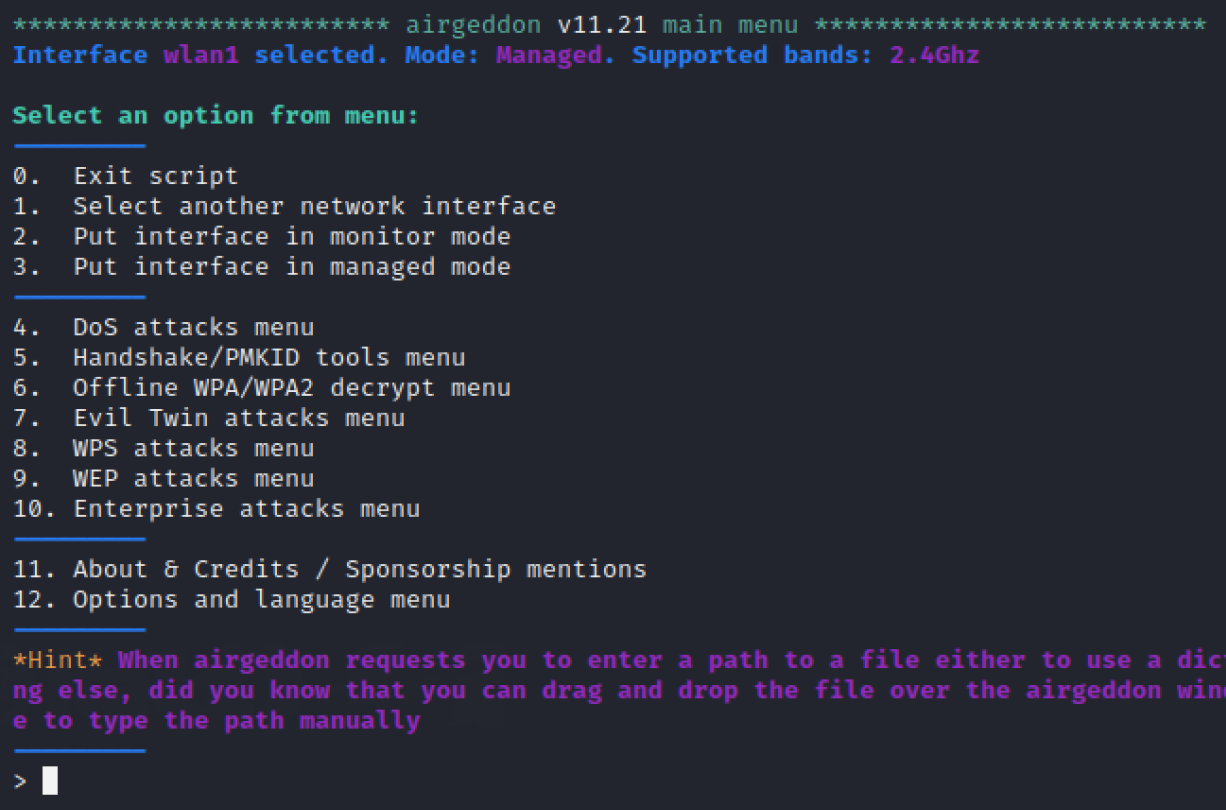 ************************* airgeddon v11.21 main menu **************************
Interface wlan1 selected. Mode: Managed. Supported bands: 2.4Ghz
Select an option from menu:
0. Exit script
1. Select another network interface
2. Put interface in monitor mode
3. Put interface in managed mode
4. DoS attacks menu
5. Handshake/PMKID tools menu
6. Offline WPA/WPA2 decrypt menu
7. Evil Twin attacks menu
8. WPS attacks menu
9. WEP attacks menu
10. Enterprise attacks menu
11. About & Credits / Sponsorship mentions
12. Options and language menu
*Hint* When airgeddon requests you to enter a path to a file either to use a
ng else, did you know that you can drag and drop the file over the airgeddon
e to type the path manually
>